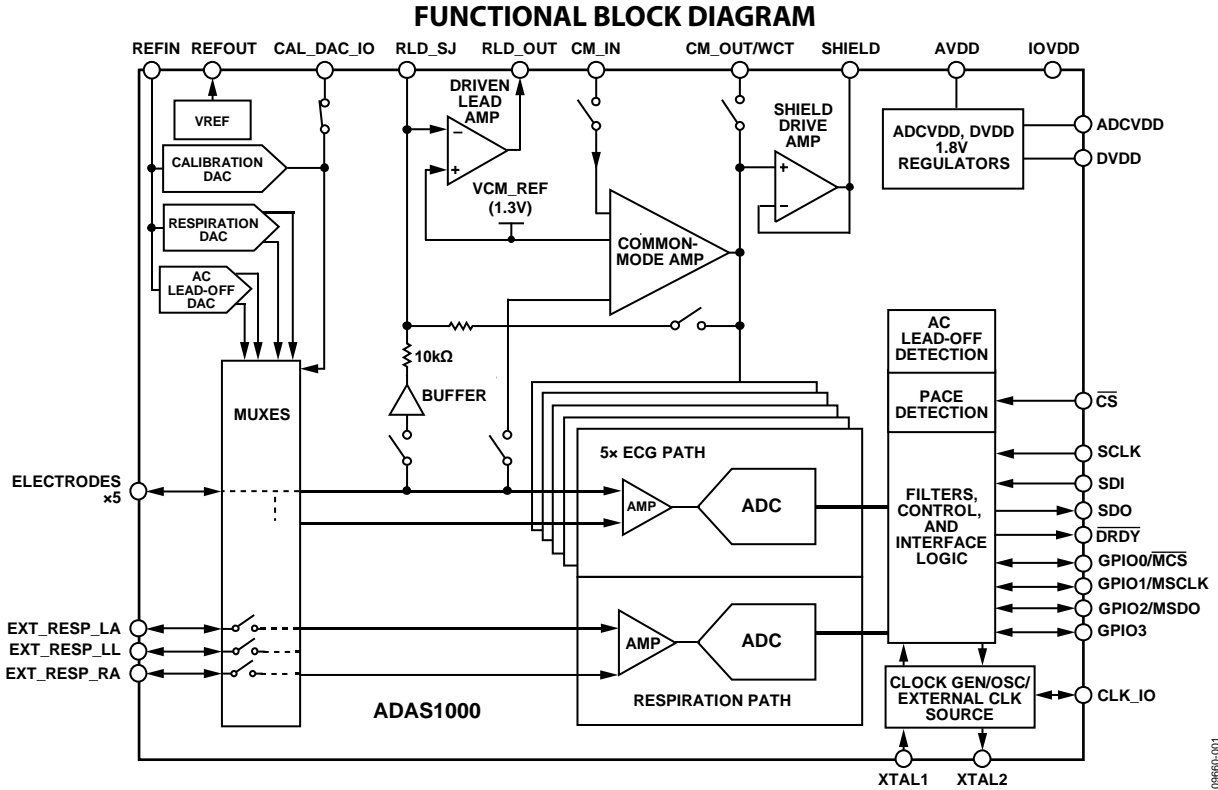 FUNCTIONAL BLOCK DIAGRAM
REFIN REFOUT CAL_DAC_IO RLD_SJ RLD_OUT CM_IN CM_OUT/WCT SHIELD AVDD IOVDD
VREF
CALIBRATION
DAC
RESPIRATION
DAC
AC
LEAD-OFF
DAC
DRIVEN
LEAD
AMP
–
+
VCM_REF
(1.3V)
COMMON-
MODE AMP
SHIELD
DRIVE
AMP
+
–
ADCVDD, DVDD
1.8V
REGULATORS
ADCVDD
DVDD
10kΩ
BUFFER
MUXES
ELECTRODES
×5
EXT_RESP_LA
EXT_RESP_LL
EXT_RESP_RA
ADAS1000
5× ECG PATH
AMP
ADC
AMP
ADC
RESPIRATION PATH
AC
LEAD-OFF
DETECTION
PACE
DETECTION
FILTERS,
CONTROL,
AND
INTERFACE
LOGIC
CLOCK GEN/OSC/
EXTERNAL CLK
SOURCE
C̅S̅
SCLK
SDI
SDO
D̅R̅D̅Y̅
GPIO0/M̅C̅S̅
GPIO1/MSCLK
GPIO2/MSDO
GPIO3
CLK_IO
XTAL1 XTAL2
09660-001